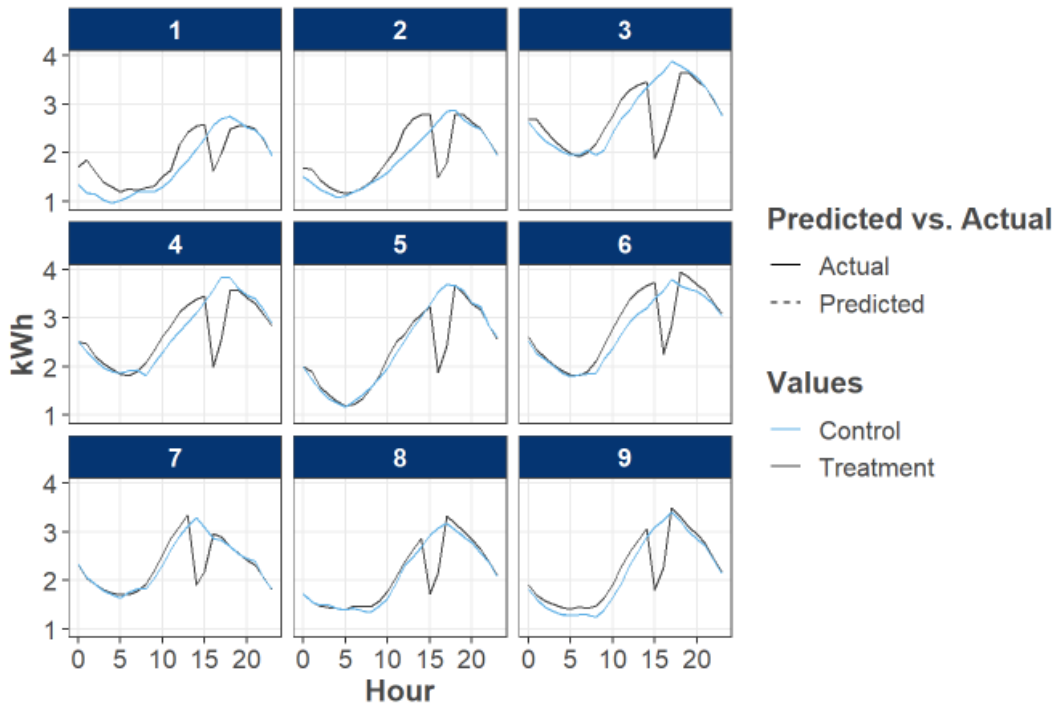 1 2 3
4
3
2
1
4 5 6
4
3
2
1
7 8 9
4
3
2
1
0 5 10 15 20 0 5 10 15 20 0 5 10 15 20
Hour
kWh
Predicted vs. Actual
Actual
Predicted
Values
Control
Treatment